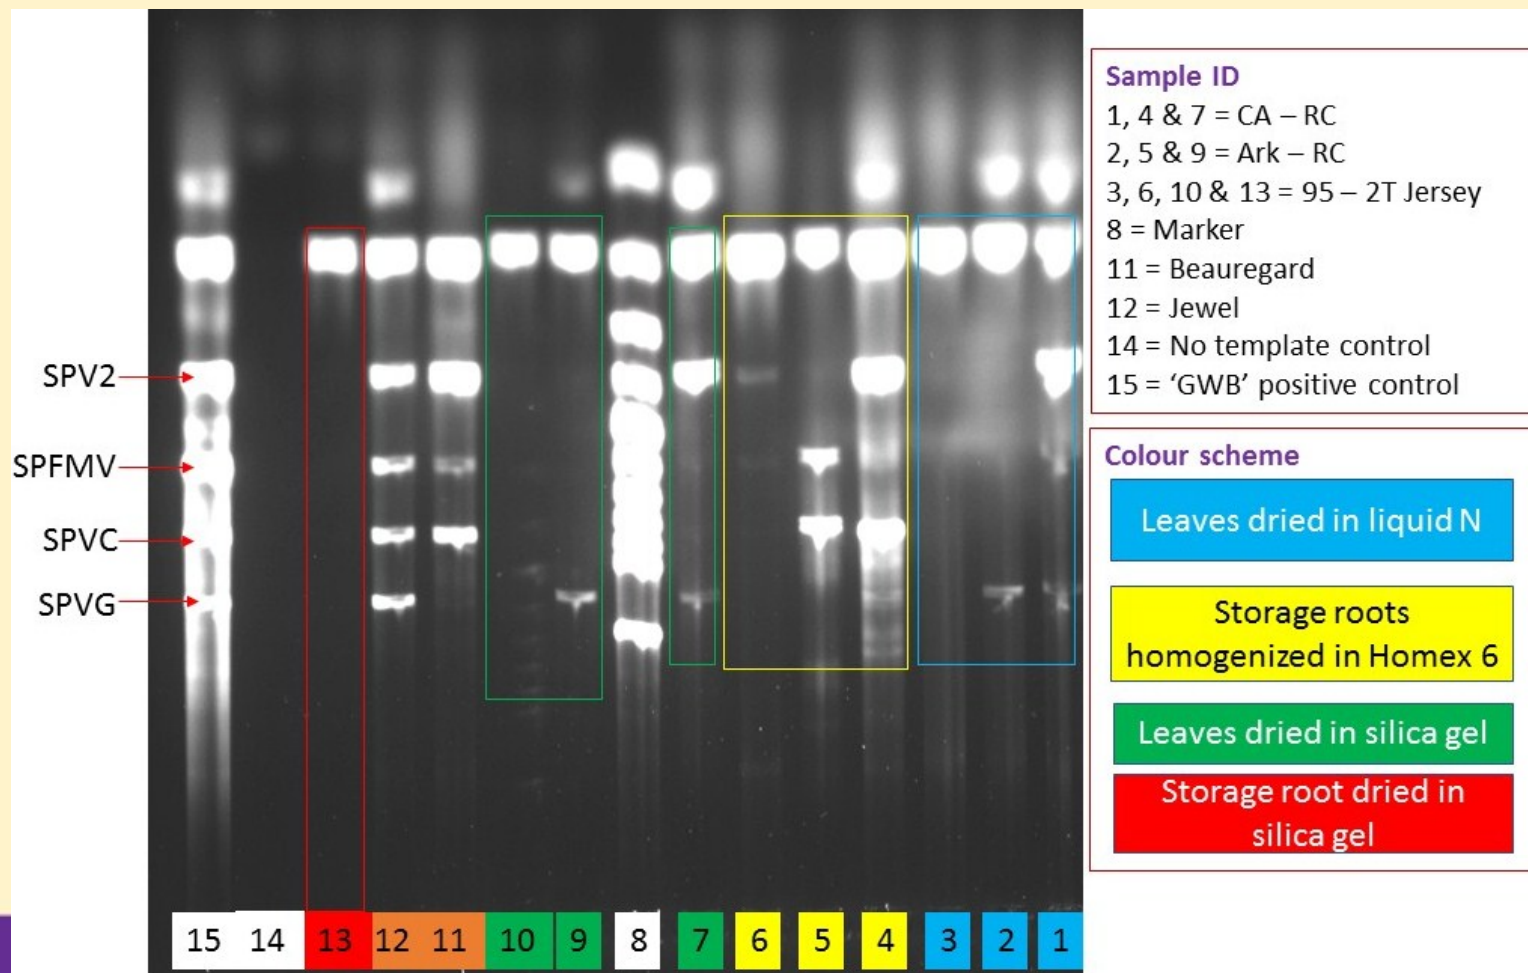 SPV2
SPFMV
SPVC
SPVG
15 14 13 12 11 10 9 8 7 6 5 4 3 2 1
Sample ID
1, 4 & 7 = CA – RC
2, 5 & 9 = Ark – RC
3, 6, 10 & 13 = 95 – 2T Jersey
8 = Marker
11 = Beauregard
12 = Jewel
14 = No template control
15 = ‘GWB’ positive control
Colour scheme
Leaves dried in liquid N
Storage roots
homogenized in Homex 6
Leaves dried in silica gel
Storage root dried in
silica gel